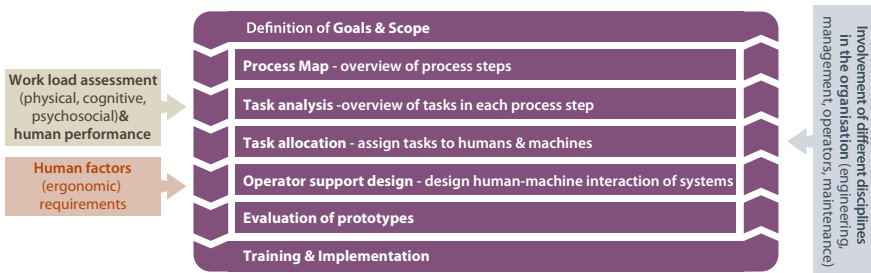 Definition of Goals & Scope
Process Map - overview of process steps
Task analysis -overview of tasks in each process step
Task allocation - assign tasks to humans & machines
Operator support design - design human-machine interaction of systems
Evaluation of prototypes
Training & Implementation
Work load assessment
(physical, cognitive,
psychosocial)&
human performance
Human factors
(ergonomic)
requirements
Involvement of different disciplines
in the organisation (engineering,
management, operators, maintenance)